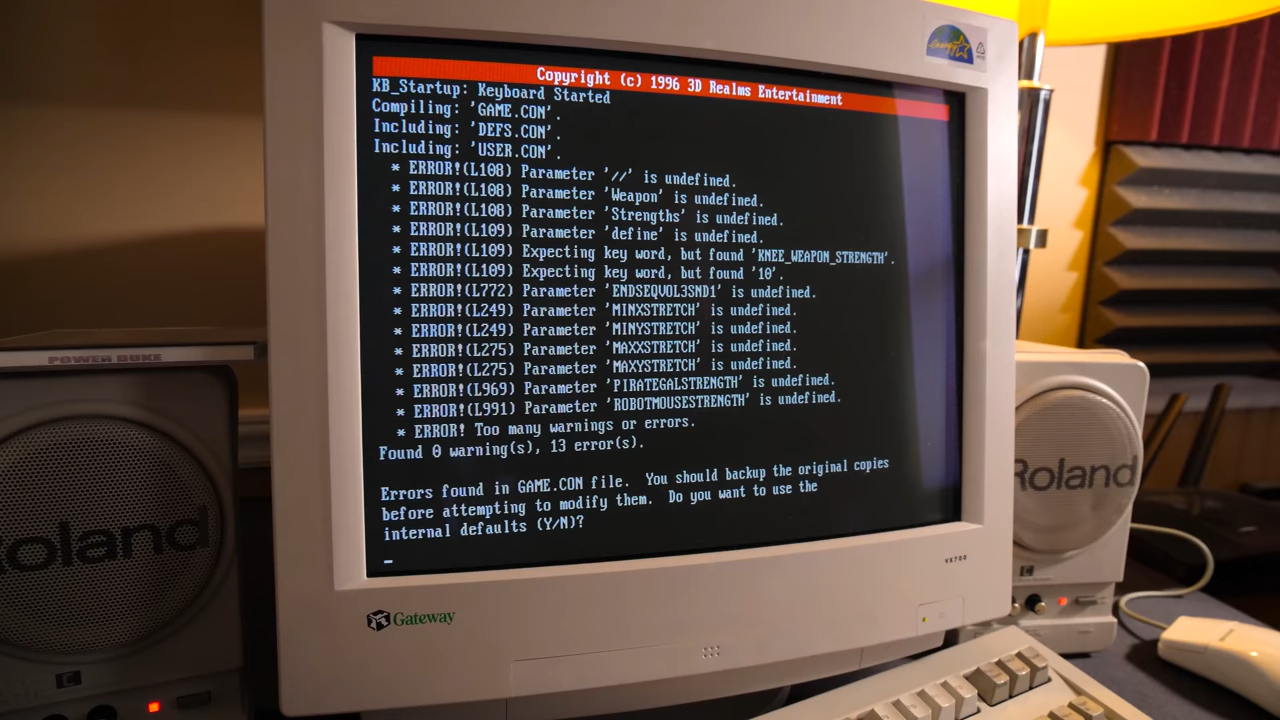 Copyright (c) 1996 3D Realms Entertainment
KB_Startup: Keyboard Started
Compiling: 'GAME.CON'.
Including: 'DEFS.CON'.
Including: 'USER.CON'.
* ERROR!(L108) Parameter '//' is undefined.
* ERROR!(L108) Parameter 'Weapon' is undefined.
* ERROR!(L108) Parameter 'Strengths' is undefined.
* ERROR!(L109) Parameter 'define' is undefined.
* ERROR!(L109) Expecting key word, but found 'KNEE_WEAPON_STRENGTH'.
* ERROR!(L109) Expecting key word, but found '10'.
* ERROR!(L772) Parameter 'ENDSEQVOL3SND1' is undefined.
* ERROR!(L249) Parameter 'MINXSTRETCH' is undefined.
* ERROR!(L249) Parameter 'MINYSTRETCH' is undefined.
* ERROR!(L275) Parameter 'MAXXSTRETCH' is undefined.
* ERROR!(L275) Parameter 'MAXYSTRETCH' is undefined.
* ERROR!(L969) Parameter 'PIRATEGALSTRENGTH' is undefined.
* ERROR!(L991) Parameter 'ROBOTMOUSESTRENGTH' is undefined.
* ERROR! Too many warnings or errors.
Found 0 warning(s), 13 error(s).
Errors found in GAME.CON file.  You should backup the original copies
before attempting to modify them.  Do you want to use the
internal defaults (Y/N)?
_
POWER DUKE
oland
Roland
VX700
Gateway
Energy